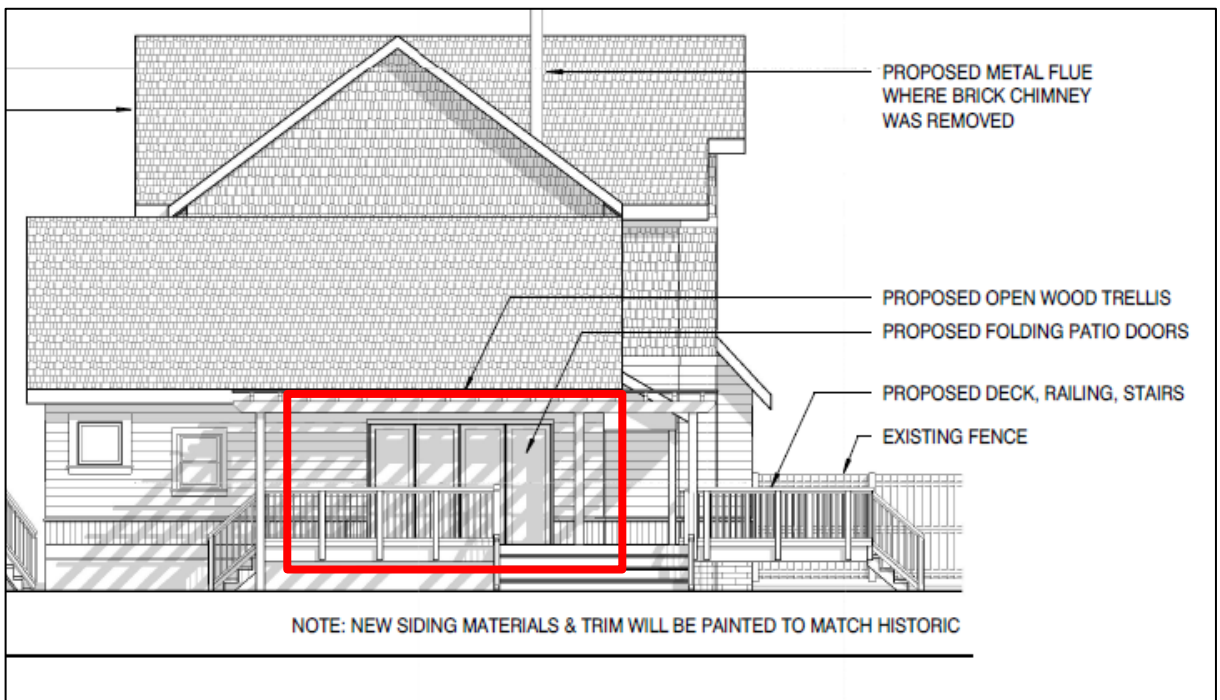 PROPOSED METAL FLUE
WHERE BRICK CHIMNEY
WAS REMOVED
PROPOSED OPEN WOOD TRELLIS
PROPOSED FOLDING PATIO DOORS
PROPOSED DECK, RAILING, STAIRS
EXISTING FENCE
NOTE: NEW SIDING MATERIALS & TRIM WILL BE PAINTED TO MATCH HISTORIC